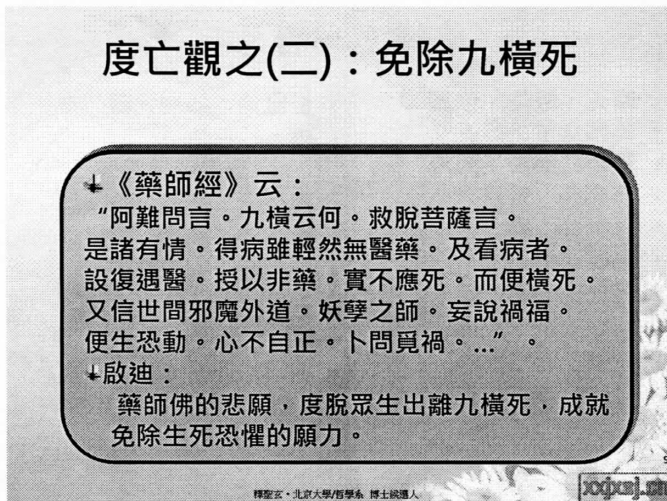 度亡觀之(二)：免除九橫死
《藥師經》云：
“阿難問言。九橫云何。救脫菩薩言。
是諸有情。得病雖輕然無醫藥。及看病者。
設復遇醫。授以非藥。實不應死。而便橫死。
又信世間邪魔外道。妖孽之師。妄說禍福。
便生恐動。心不自正。卜問覓禍。...”。
啟迪：
藥師佛的悲願，度脫眾生出離九橫死，成就
免除生死恐懼的願力。
釋聖玄・北京大學/哲學系 博士候選人